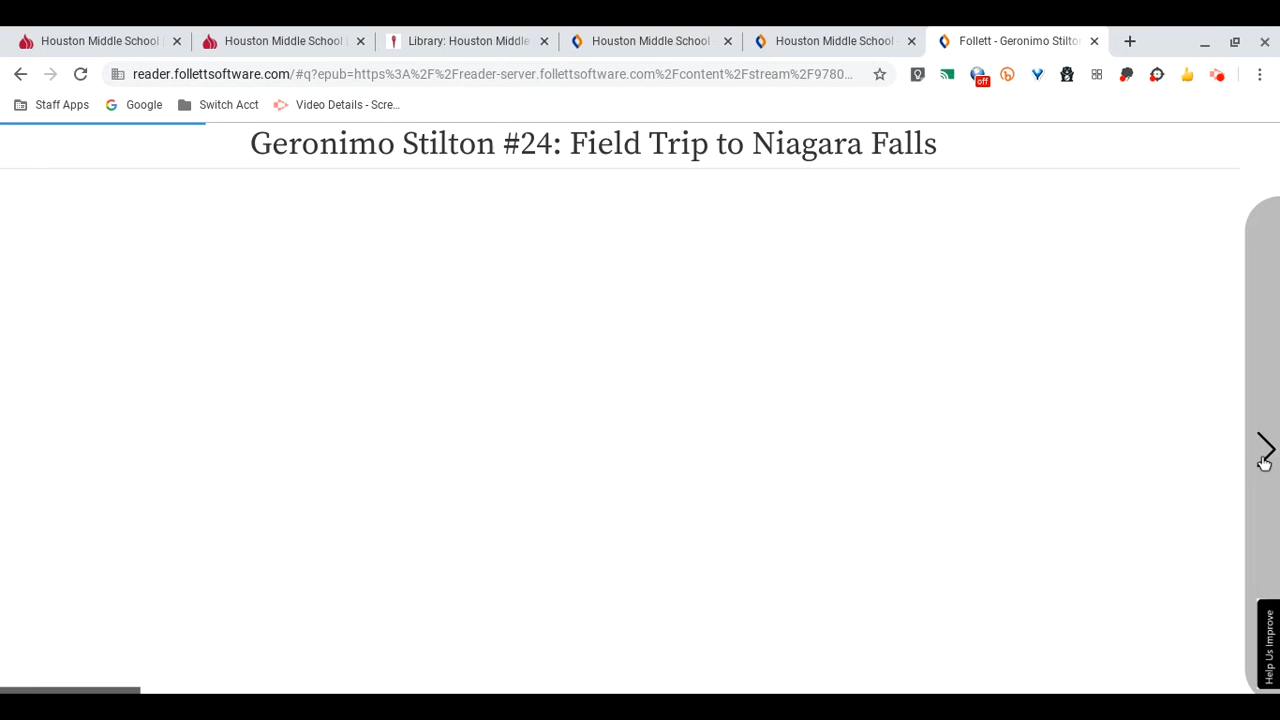 Houston Middle School
Houston Middle School
Library: Houston Middle
Houston Middle School
Houston Middle School
Follett - Geronimo Stilto
reader.follettsoftware.com/#q?epub=https%3A%2F%2Freader-server.follettsoftware.com%2Fcontent%2Fstream%2F9780...
off
Staff Apps
Google
Switch Acct
Video Details - Scre...
Geronimo Stilton #24: Field Trip to Niagara Falls
Help Us Improve